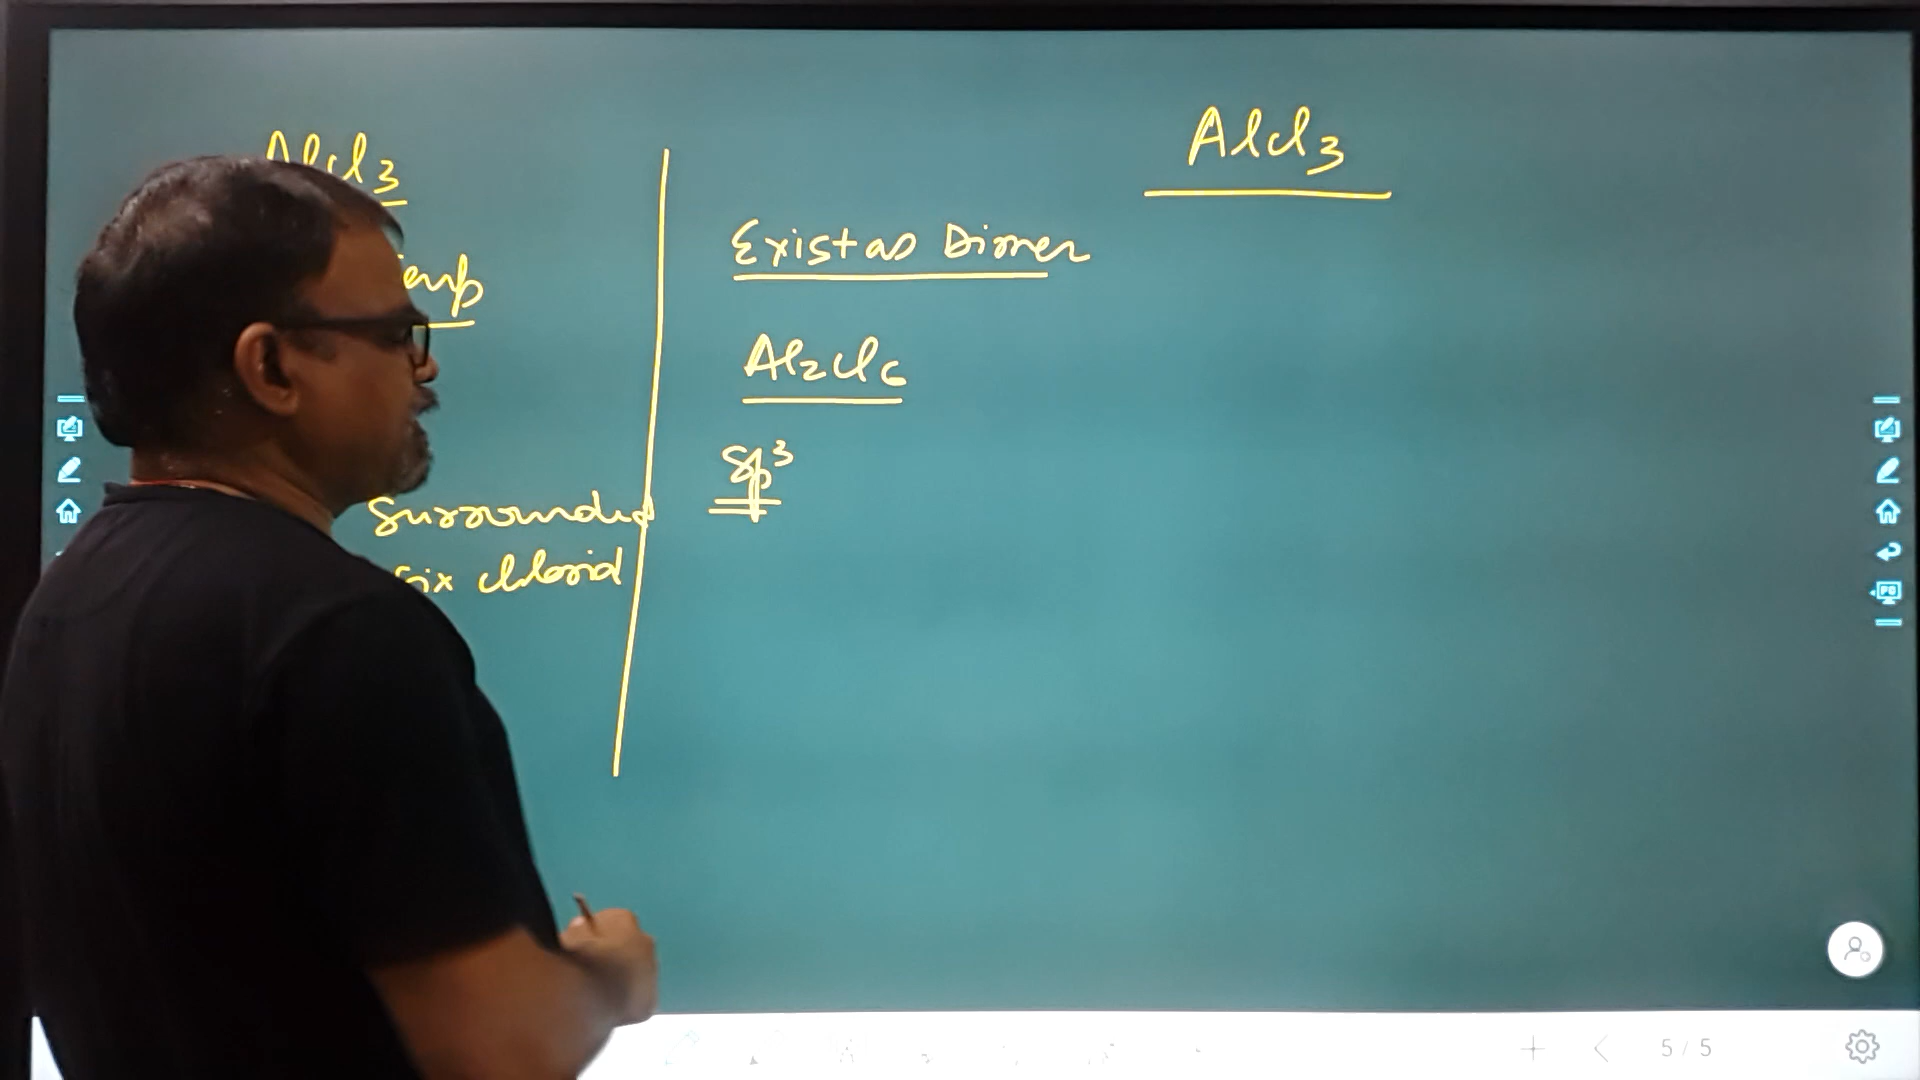 AlCl3
AlCl3
Exist as Dimer
Al2Cl6
Sp3
Surrounded
Six chlorid
5 / 5